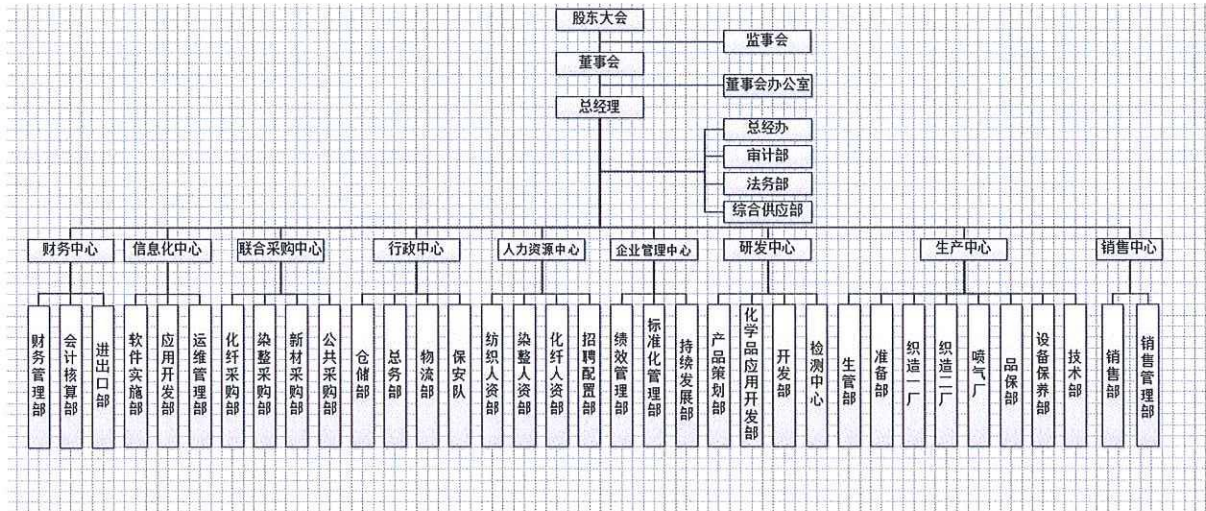 股东大会
监事会
董事会
董事会办公室
总经理
总经办
审计部
法务部
综合供应部
财务中心
信息化中心
联合采购中心
行政中心
人力资源中心
企业管理中心
研发中心
生产中心
销售中心
财务管理部
会计核算部
进出口部
软件实施部
应用开发部
运维管理部
化纤采购部
染整采购部
新材采购部
公共采购部
仓储部
总务部
物流部
保安队
纺织人资部
染整人资部
化纤人资部
招聘配置部
绩效管理部
标准化管理部
持续发展部
产品策划部
化学品应用开发部
开发部
检测中心
生管部
准备部
织造一厂
织造二厂
喷气厂
品保部
设备保养部
技术部
销售部
销售管理部